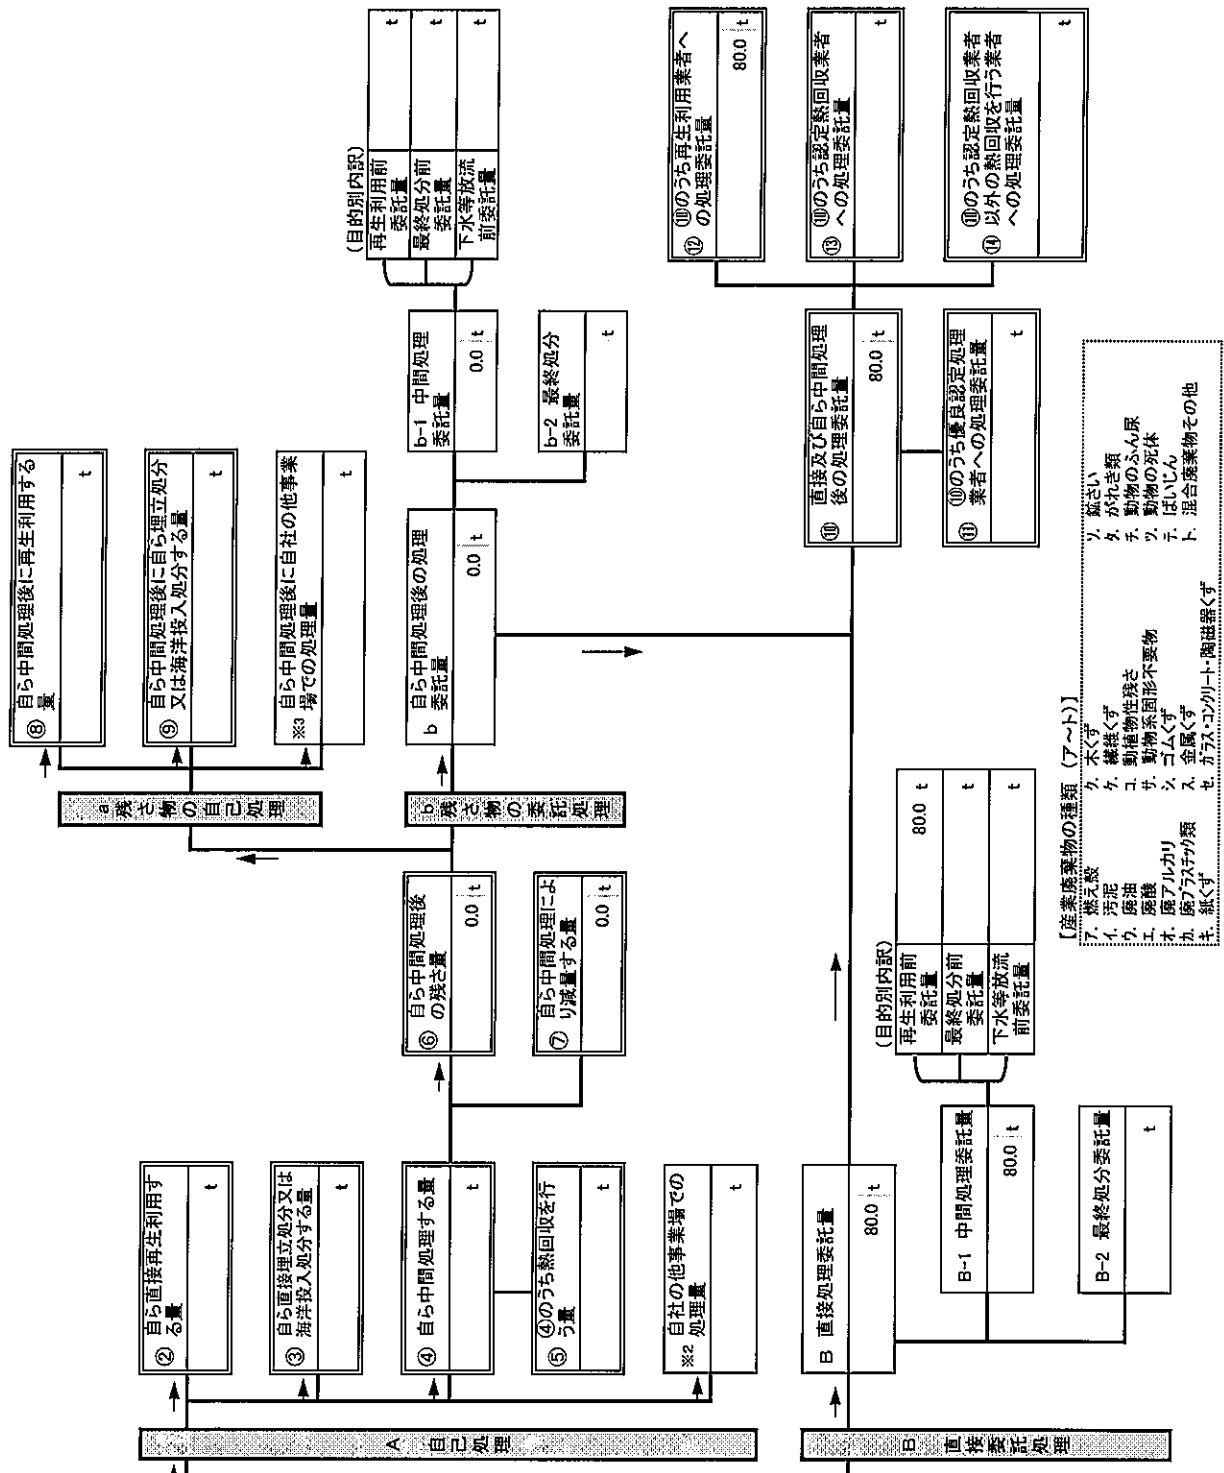 A 自己処理
② 自ら直接再生利用す
る量
t
③ 自ら直接埋立処分又は
海洋投入処分する量
t
④ 自ら中間処理する量
t
⑤ ④のうち熱回収を行
う量
t
※2 自社の他事業場での
処理量
t
⑥ 自ら中間処理後
の残さ量
0.0 t
⑦ 自ら中間処理によ
り減量する量
0.0 t
a 残さ物の自己処理
⑧ 自ら中間処理後に再生利用する
量
t
⑨ 自ら中間処理後に自ら埋立処分
又は海洋投入処分する量
t
※3 自ら中間処理後に自社の他事業
場での処理量
t
b 残さ物の委託処理
b 自ら中間処理後の処理
委託量
0.0 t
b-1 中間処理
委託量
0.0 t
b-2 最終処分
委託量
t
(目的別内訳)
再生利用前
委託量
t
最終処分前
委託量
t
下水等放流
前委託量
t
B 直接委託処理
B 直接処理委託量
80.0 t
B-1 中間処理委託量
80.0 t
B-2 最終処分委託量
t
(目的別内訳)
再生利用前
委託量
80.0 t
最終処分前
委託量
t
下水等放流
前委託量
t
⑩ 直接及び自ら中間処理
後の処理委託量
80.0 t
⑪ ⑩のうち優良認定処理
業者への処理委託量
t
⑫ ⑩のうち再生利用業者へ
の処理委託量
80.0 t
⑬ ⑩のうち認定熱回収業者
への処理委託量
t
⑭ ⑩のうち認定熱回収業者
以外の熱回収を行う業者
への処理委託量
t
【産業廃棄物の種類(ア～ト)】
ア. 燃え殻
イ. 汚泥
ウ. 廃油
エ. 廃酸
オ. 廃アルカリ
カ. 廃プラスチック類
キ. 紙くず
ク. 木くず
ケ. 繊維くず
コ. 動植物性残さ
サ. 動物系固形不要物
シ. ゴムくず
ス. 金属くず
セ. ガラス・コンクリート・陶磁器くず
ソ. 鉱さい
タ. がれき類
チ. 動物のふん尿
ツ. 動物の死体
テ. ばいじん
ト. 混合廃棄物その他